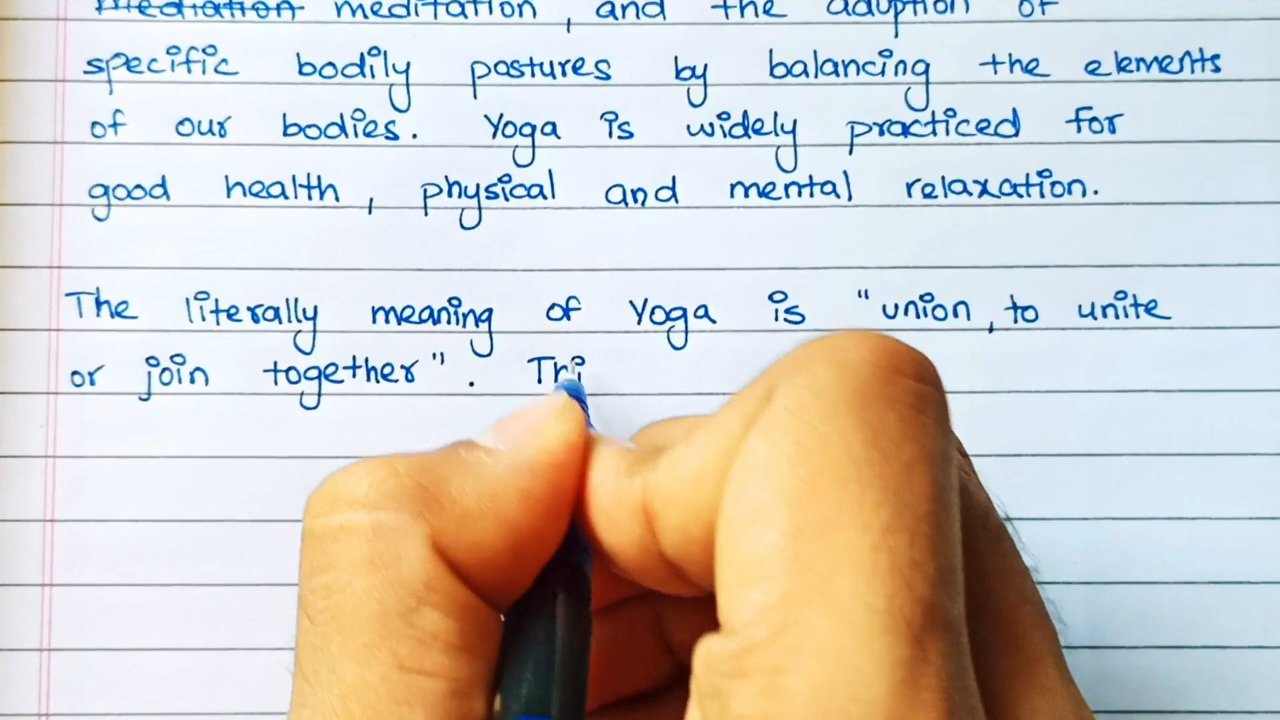 mediation meditation, and the adoption of
specific bodily postures by balancing the elements
of our bodies. Yoga is widely practiced for
good health, physical and mental relaxation.
The literally meaning of Yoga is "union, to unite
or join together". Thi